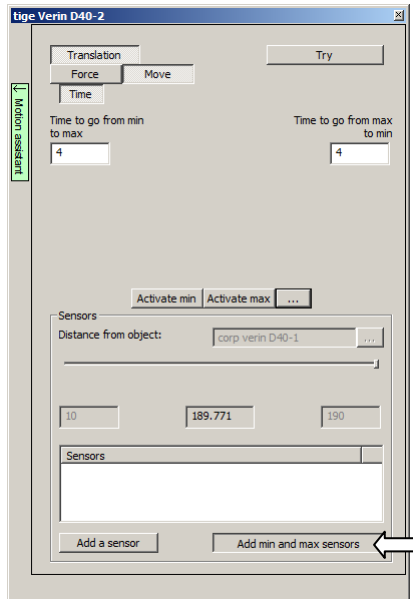 tige Verin D40-2
Translation
Try
Force
Move
Time
Motion assistant
Time to go from min
to max
Time to go from max
to min
4
4
Activate min
Activate max
...
Sensors
Distance from object:
corp verin D40-1
...
10
189.771
190
Sensors
Add a sensor
Add min and max sensors